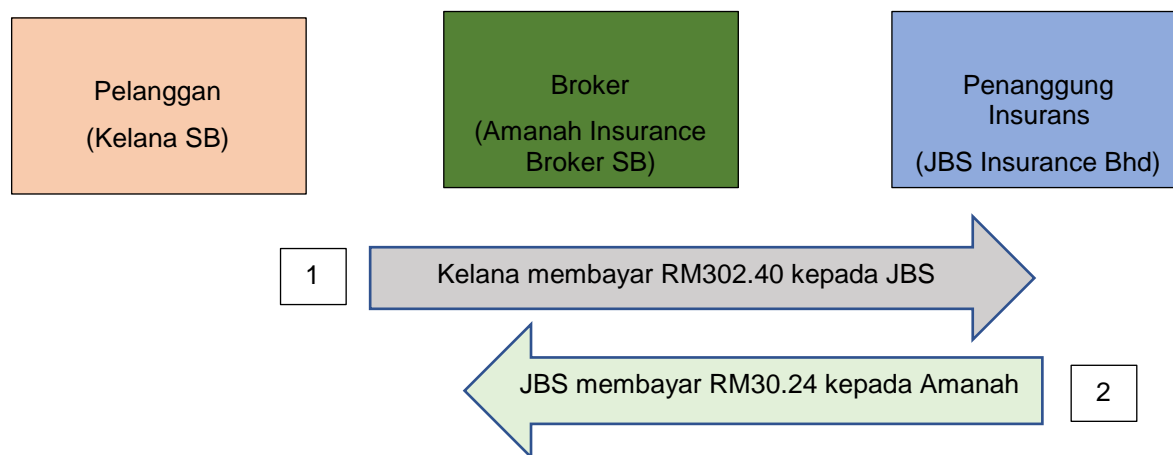 Pelanggan
(Kelana SB)
Broker
(Amanah Insurance
Broker SB)
Penanggung
Insurans
(JBS Insurance Bhd)
1
Kelana membayar RM302.40 kepada JBS
JBS membayar RM30.24 kepada Amanah
2